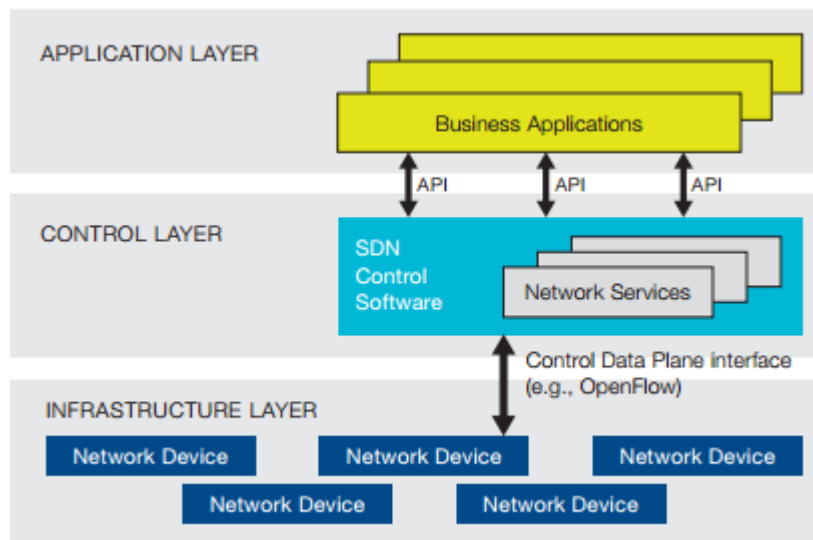 APPLICATION LAYER
Business Applications
API
API
API
CONTROL LAYER
SDN
Control
Software
Network Services
Control Data Plane interface
(e.g., OpenFlow)
INFRASTRUCTURE LAYER
Network Device
Network Device
Network Device
Network Device
Network Device